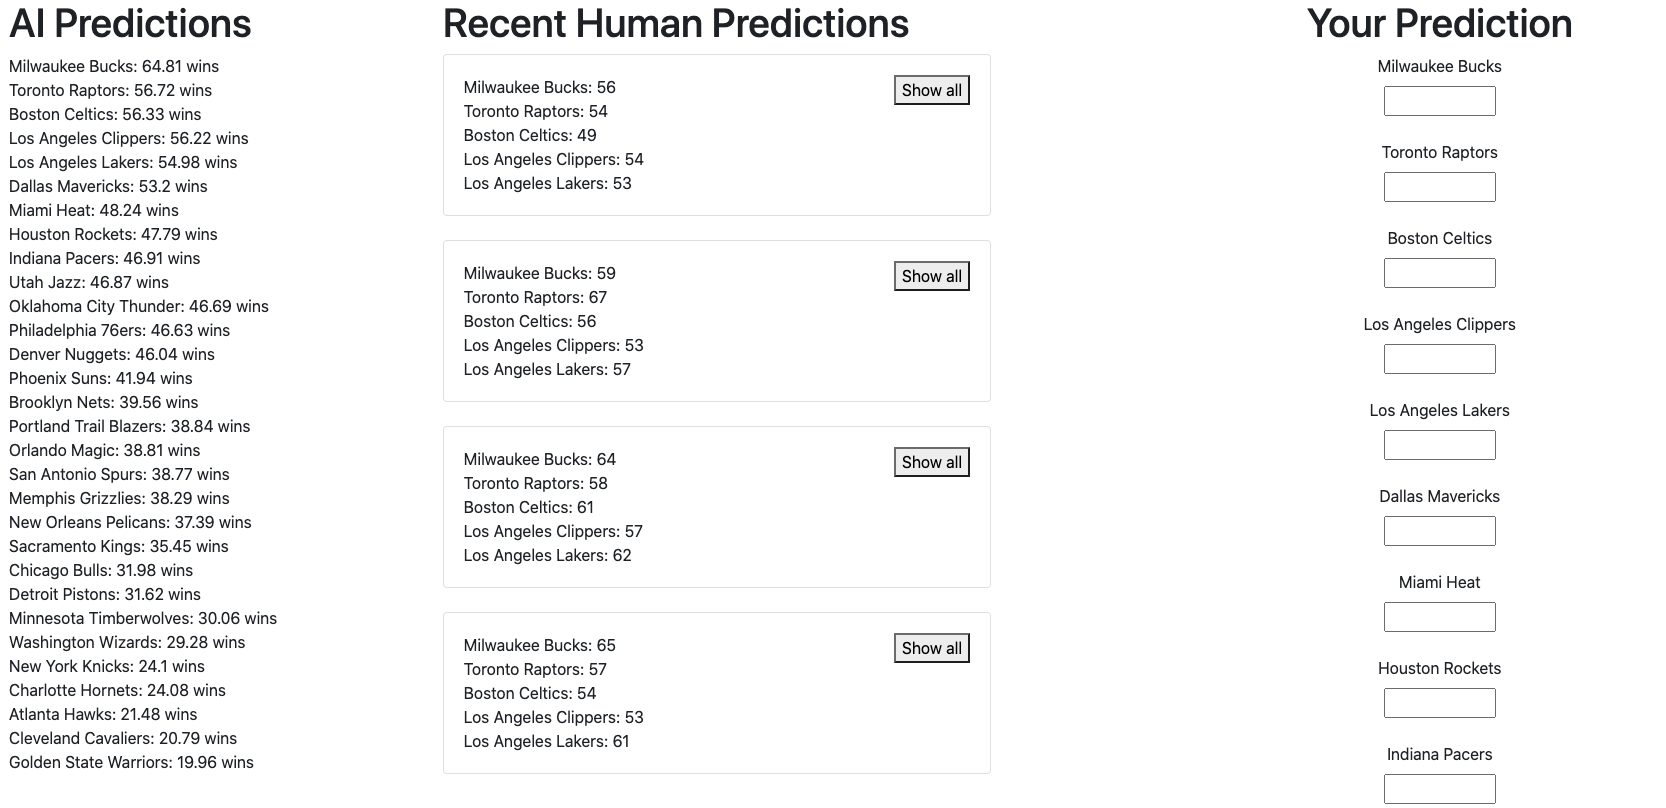 AI Predictions
Milwaukee Bucks: 64.81 wins
Toronto Raptors: 56.72 wins
Boston Celtics: 56.33 wins
Los Angeles Clippers: 56.22 wins
Los Angeles Lakers: 54.98 wins
Dallas Mavericks: 53.2 wins
Miami Heat: 48.24 wins
Houston Rockets: 47.79 wins
Indiana Pacers: 46.91 wins
Utah Jazz: 46.87 wins
Oklahoma City Thunder: 46.69 wins
Philadelphia 76ers: 46.63 wins
Denver Nuggets: 46.04 wins
Phoenix Suns: 41.94 wins
Brooklyn Nets: 39.56 wins
Portland Trail Blazers: 38.84 wins
Orlando Magic: 38.81 wins
San Antonio Spurs: 38.77 wins
Memphis Grizzlies: 38.29 wins
New Orleans Pelicans: 37.39 wins
Sacramento Kings: 35.45 wins
Chicago Bulls: 31.98 wins
Detroit Pistons: 31.62 wins
Minnesota Timberwolves: 30.06 wins
Washington Wizards: 29.28 wins
New York Knicks: 24.1 wins
Charlotte Hornets: 24.08 wins
Atlanta Hawks: 21.48 wins
Cleveland Cavaliers: 20.79 wins
Golden State Warriors: 19.96 wins
Recent Human Predictions
Milwaukee Bucks: 56
Show all
Toronto Raptors: 54
Boston Celtics: 49
Los Angeles Clippers: 54
Los Angeles Lakers: 53
Milwaukee Bucks: 59
Show all
Toronto Raptors: 67
Boston Celtics: 56
Los Angeles Clippers: 53
Los Angeles Lakers: 57
Milwaukee Bucks: 64
Show all
Toronto Raptors: 58
Boston Celtics: 61
Los Angeles Clippers: 57
Los Angeles Lakers: 62
Milwaukee Bucks: 65
Show all
Toronto Raptors: 57
Boston Celtics: 54
Los Angeles Clippers: 53
Los Angeles Lakers: 61
Your Prediction
Milwaukee Bucks
Toronto Raptors
Boston Celtics
Los Angeles Clippers
Los Angeles Lakers
Dallas Mavericks
Miami Heat
Houston Rockets
Indiana Pacers